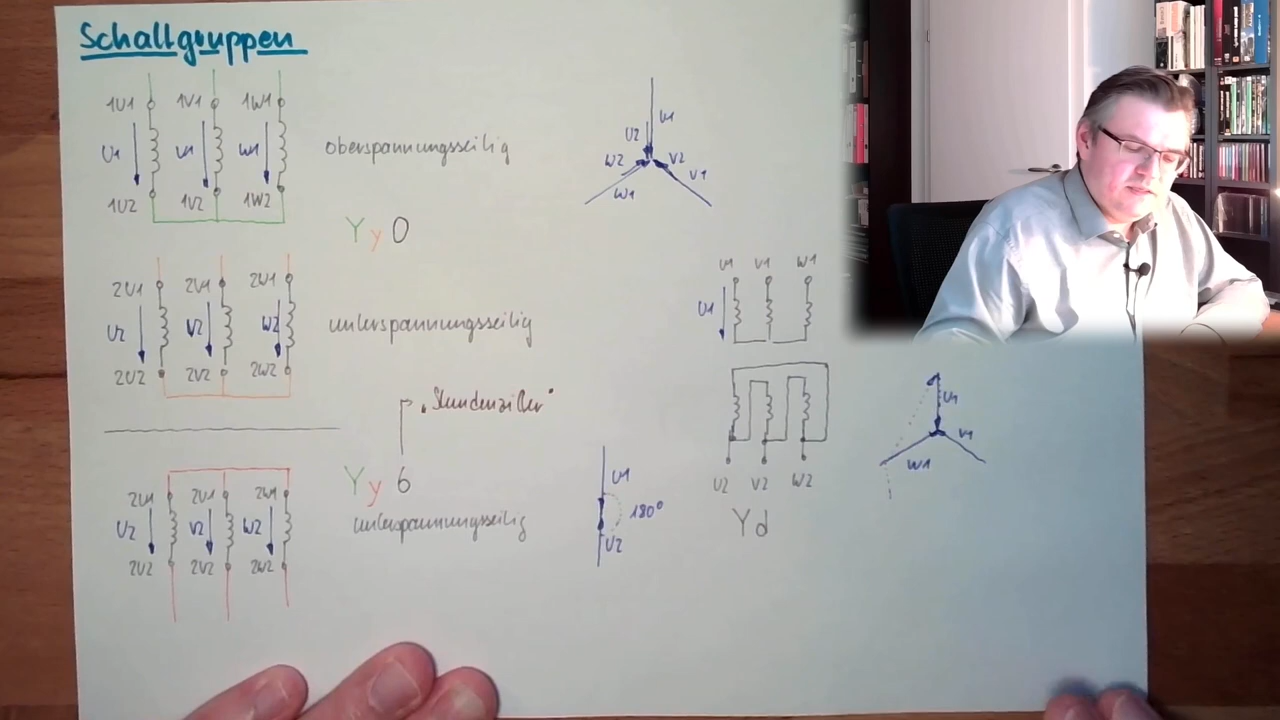 Schaltgruppen
1U1 1V1 1W1
U1 V1 W1
1U2 1V2 1W2
oberspannungsseitig
Yy0
2U1 2V1 2W1
U2 V2 W2
2U2 2V2 2W2
unterspannungsseitig
„Stundenziffer"
Yy6
unterspannungsseitig
2U1 2V1 2W1
U2 V2 W2
2U2 2V2 2W2
V1
U2
W2 V2
W1 V1
U1
180°
U2
U1 V1 W1
U1
U2 V2 W2
Yd
U1
V1
W1